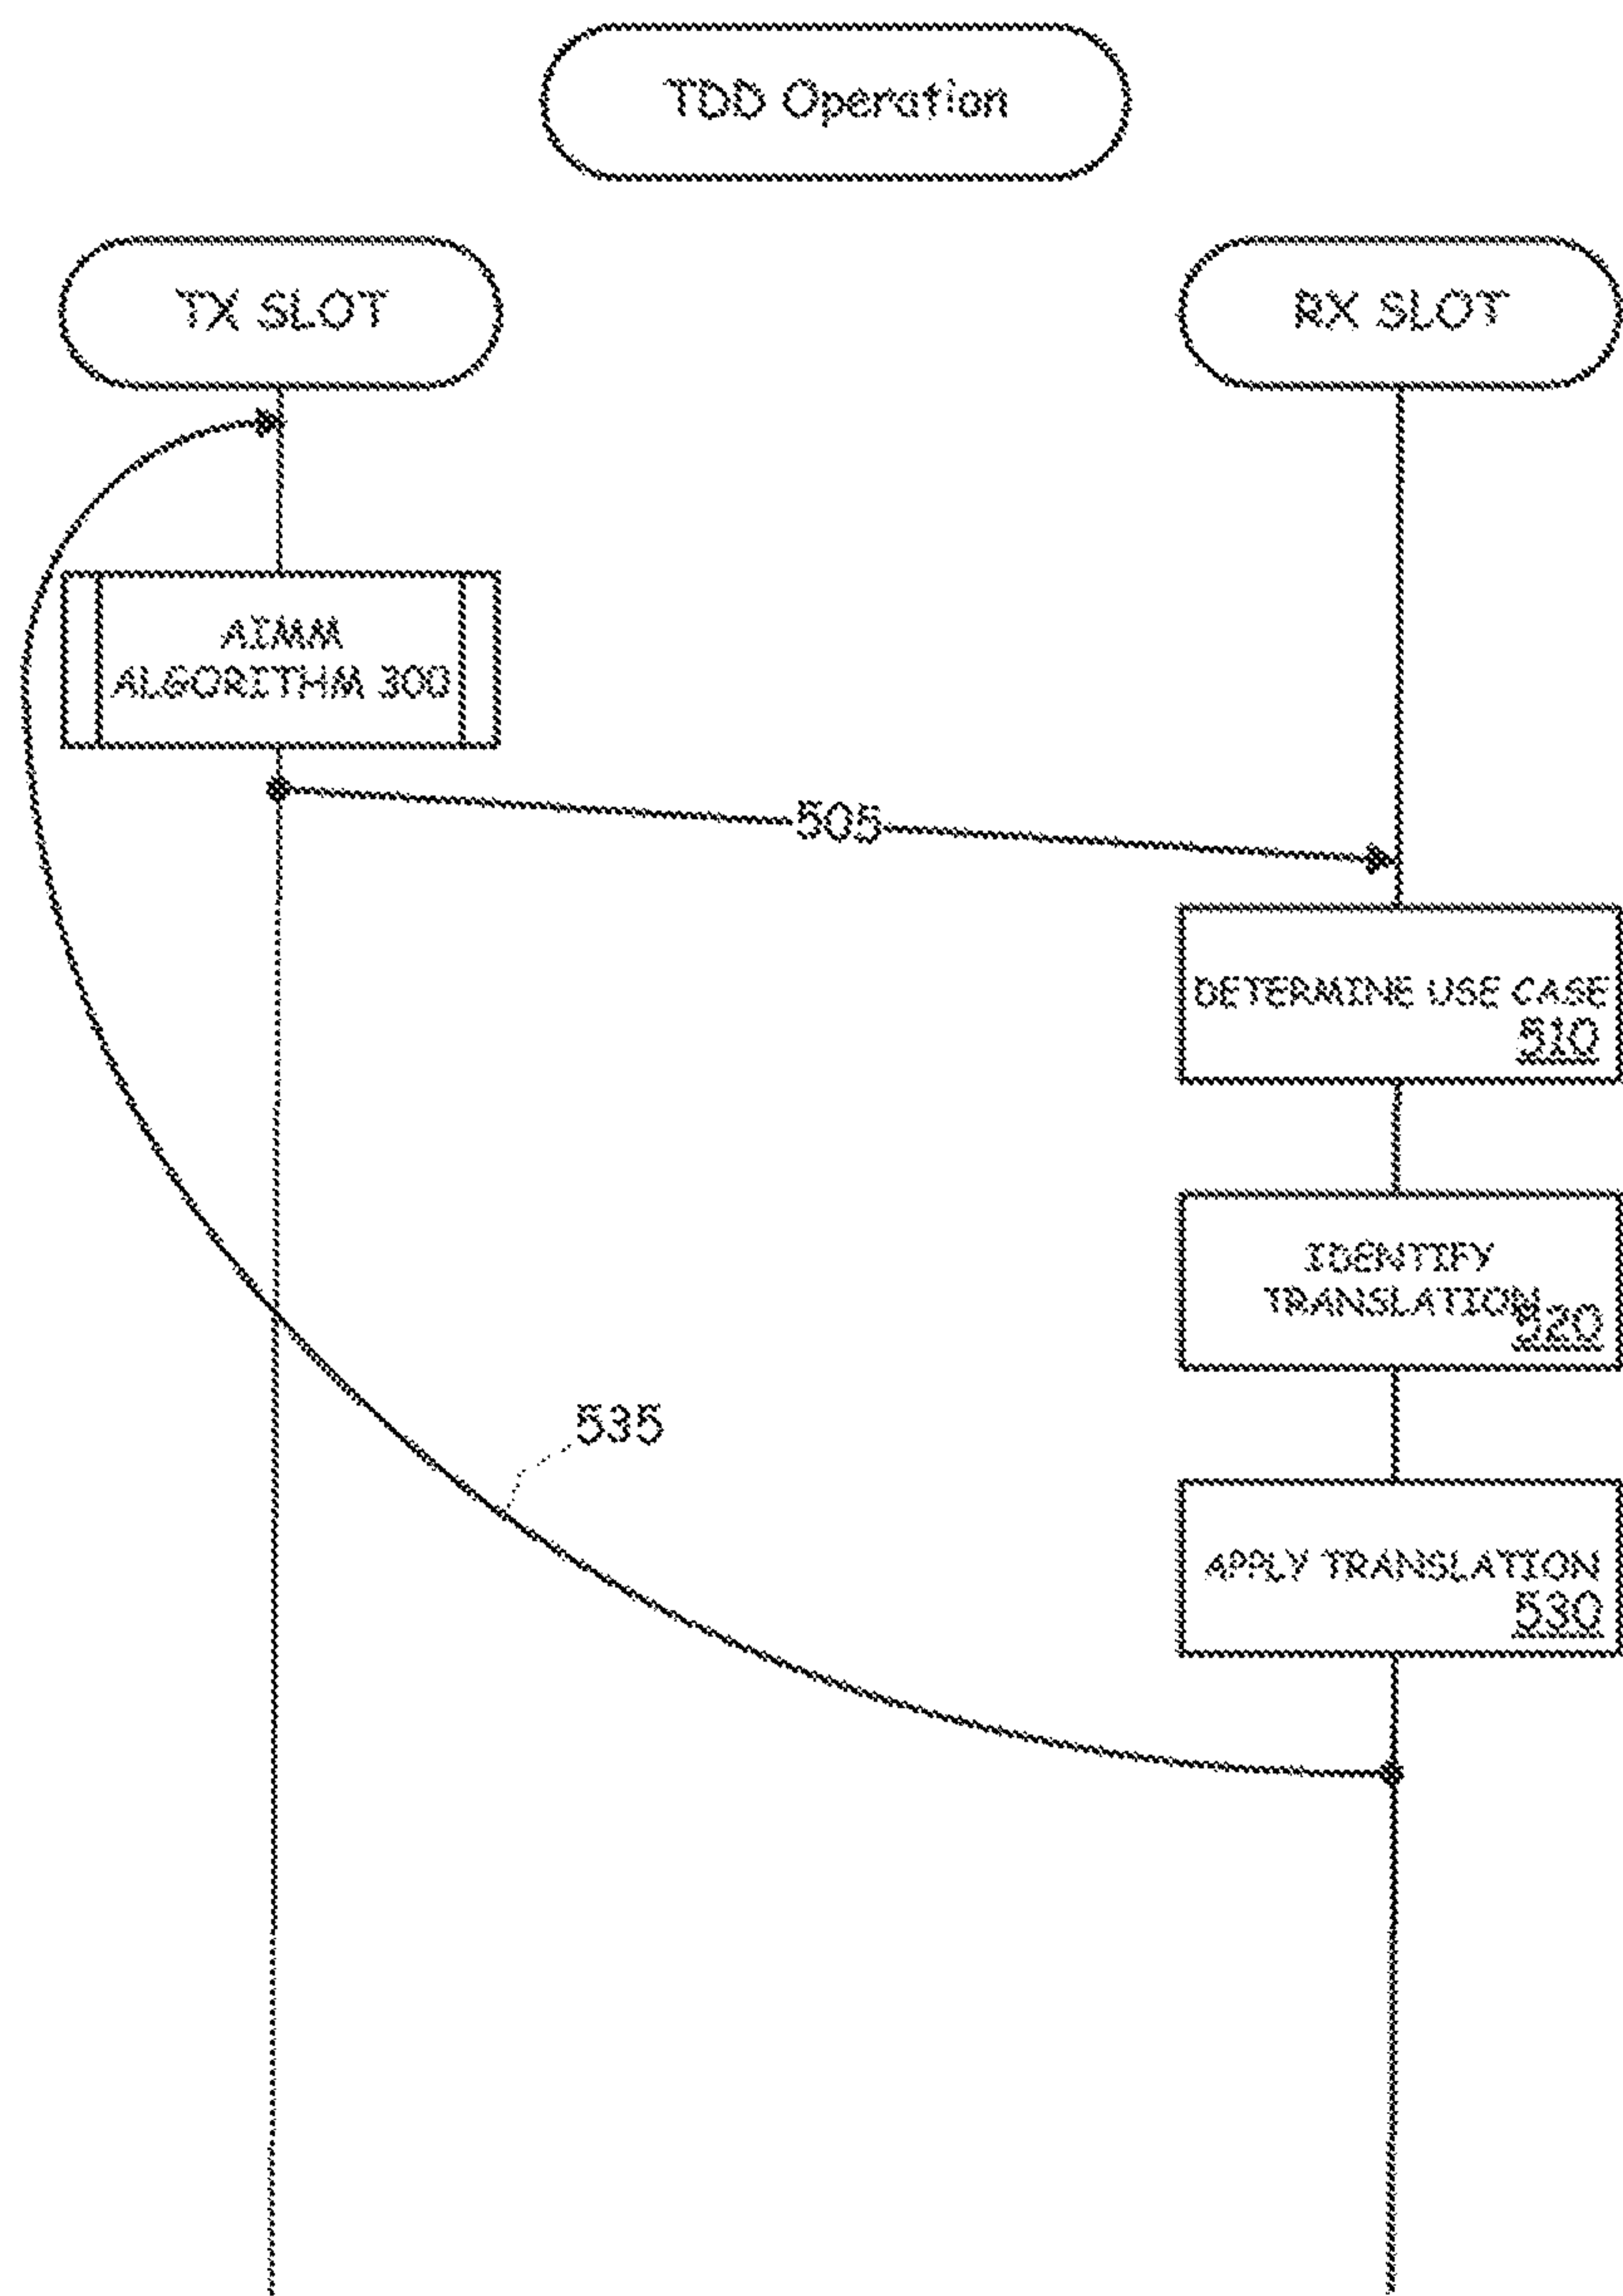 TDD Operation
TX SLOT
RX SLOT
AIMM
ALGORITHM 300
505
DETERMINE USE CASE
510
IDENTIFY
TRANSLATION
520
535
APPLY TRANSLATION
530